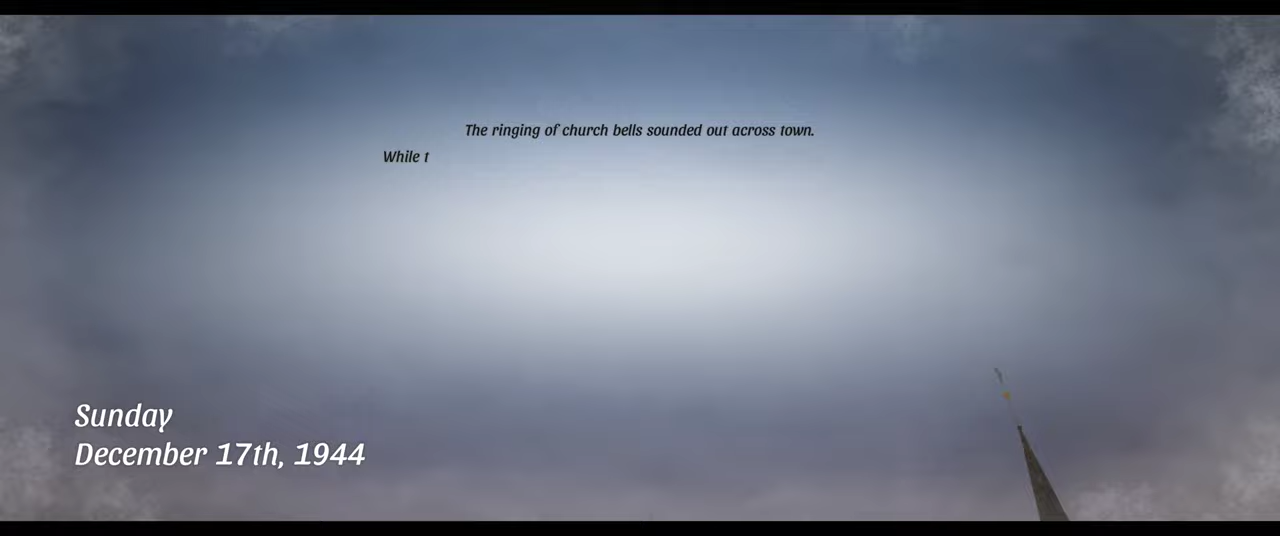 The ringing of church bells sounded out across town.
While t
Sunday
December 17th, 1944